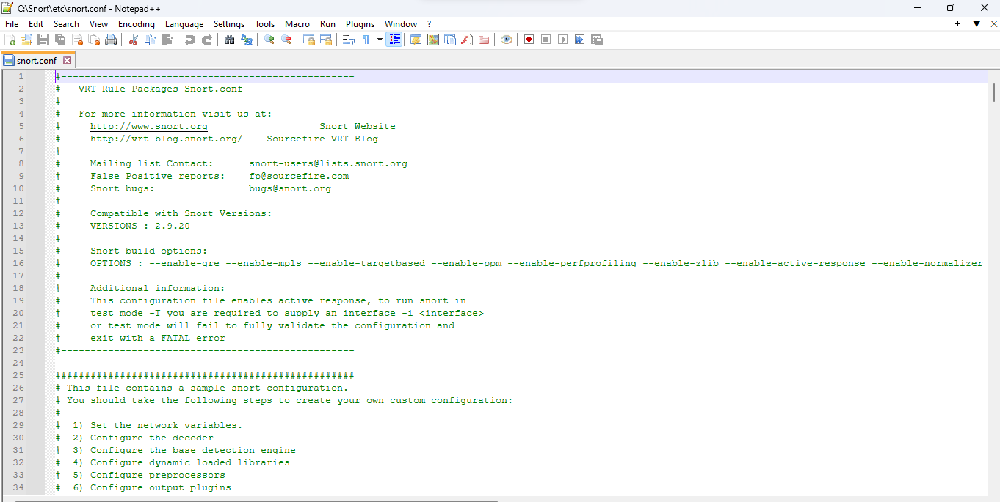 C:\Snort\etc\snort.conf - Notepad++
File Edit Search View Encoding Language Settings Tools Macro Run Plugins Window ?
snort.conf
1 #--------------------------------------------------
2 # VRT Rule Packages Snort.conf
3 #
4 # For more information visit us at:
5 # http://www.snort.org Snort Website
6 # http://vrt-blog.snort.org/ Sourcefire VRT Blog
7 #
8 # Mailing list Contact: snort-users@lists.snort.org
9 # False Positive reports: fp@sourcefire.com
10 # Snort bugs: bugs@snort.org
11 #
12 # Compatible with Snort Versions:
13 # VERSIONS : 2.9.20
14 #
15 # Snort build options:
16 # OPTIONS : --enable-gre --enable-mpls --enable-targetbased --enable-ppm --enable-perfprofiling --enable-zlib --enable-active-response --enable-normalizer
17 #
18 # Additional information:
19 # This configuration file enables active response, to run snort in
20 # test mode -T you are required to supply an interface -i <interface>
21 # or test mode will fail to fully validate the configuration and
22 # exit with a FATAL error
23 #--------------------------------------------------
24
25 ###################################################
26 # This file contains a sample snort configuration.
27 # You should take the following steps to create your own custom configuration:
28 #
29 # 1) Set the network variables.
30 # 2) Configure the decoder
31 # 3) Configure the base detection engine
32 # 4) Configure dynamic loaded libraries
33 # 5) Configure preprocessors
34 # 6) Configure output plugins